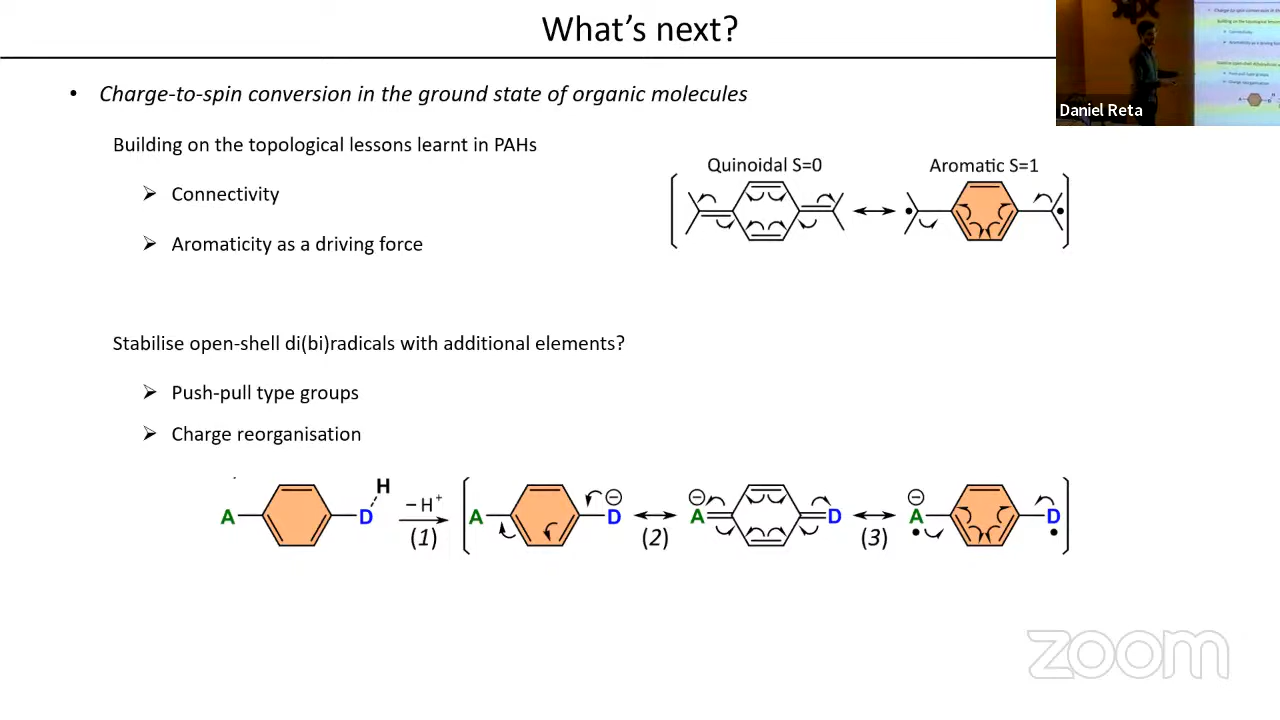 What's next?
Daniel Reta
• Charge-to-spin conversion in the ground state of organic molecules
Building on the topological lessons learnt in PAHs
➢ Connectivity
➢ Aromaticity as a driving force
Quinoidal S=0
Aromatic S=1
Stabilise open-shell di(bi)radicals with additional elements?
➢ Push-pull type groups
➢ Charge reorganisation
A D H
− H⁺
(1)
A D
(2)
A D
(3)
A D
zoom